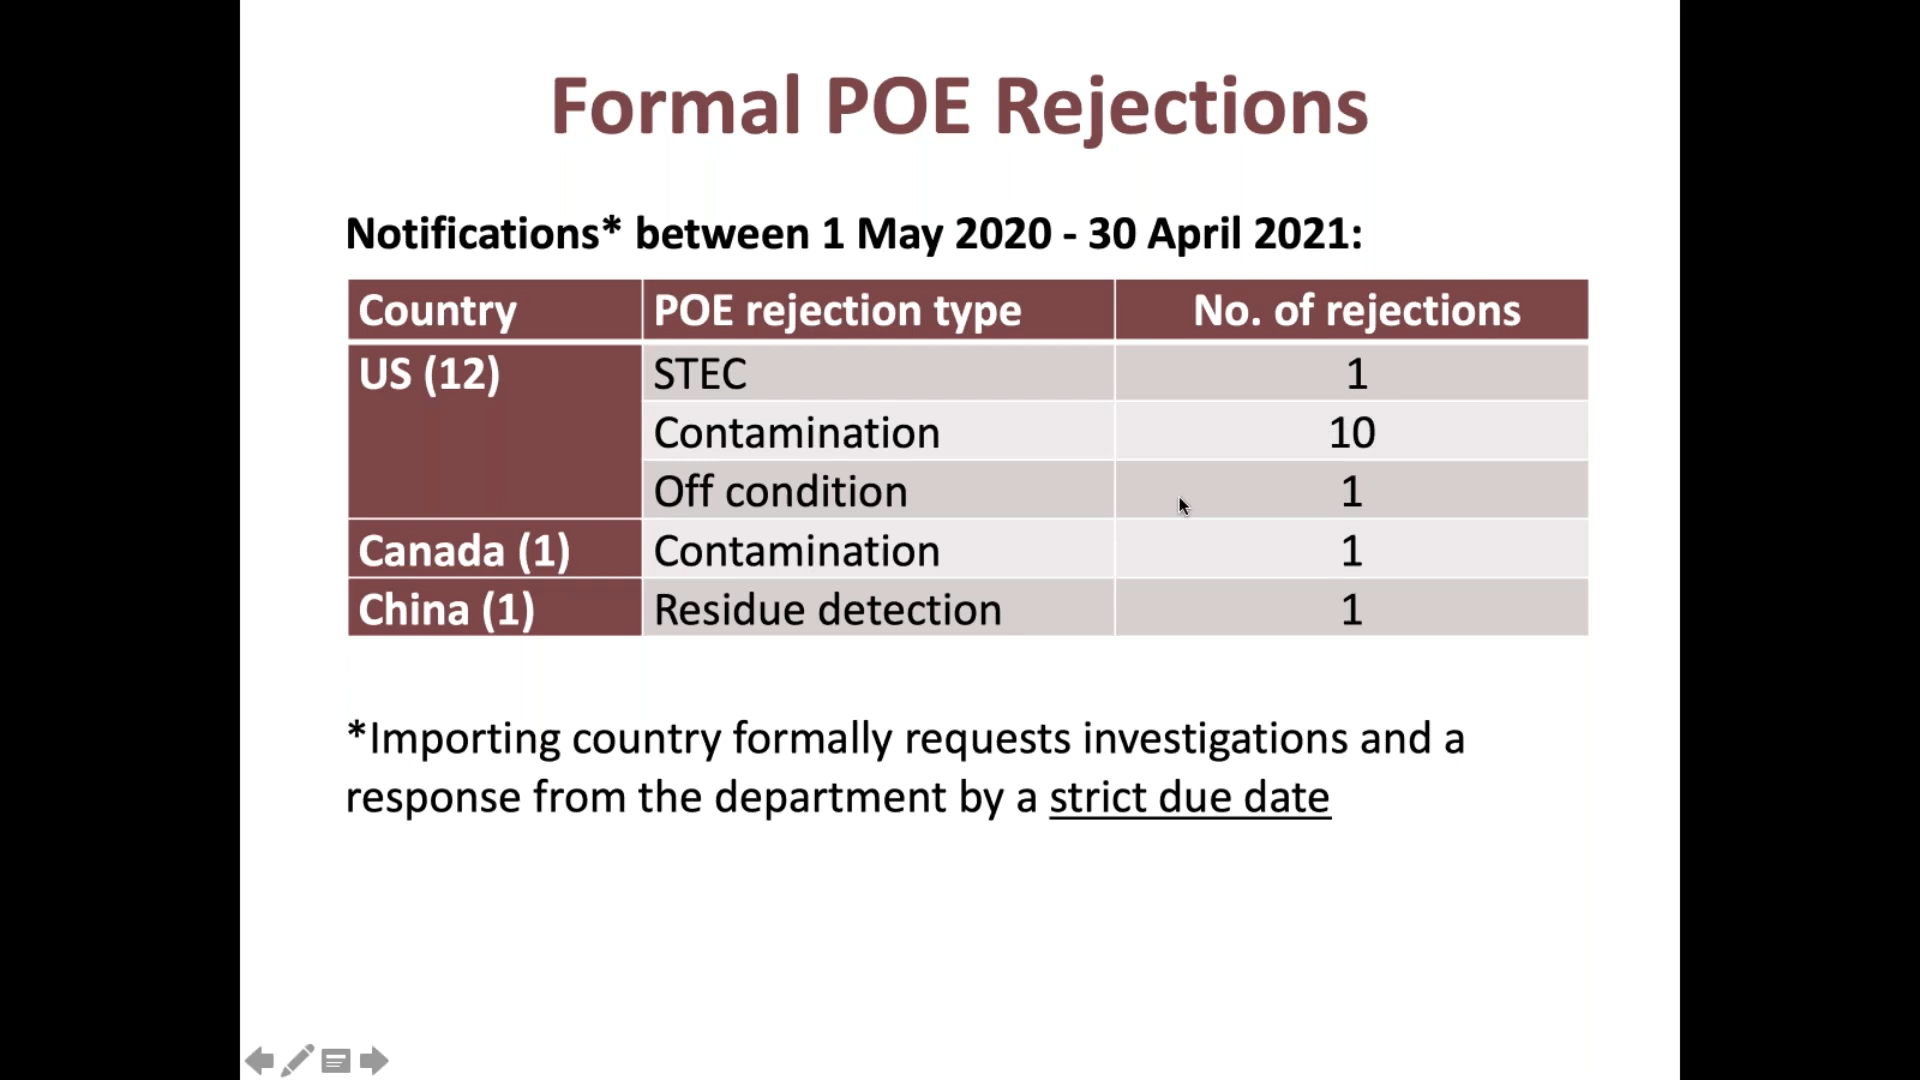 Formal POE Rejections
Notifications* between 1 May 2020 - 30 April 2021:
Country POE rejection type No. of rejections
US (12) STEC 1
Contamination 10
Off condition 1
Canada (1) Contamination 1
China (1) Residue detection 1
*Importing country formally requests investigations and a
response from the department by a strict due date